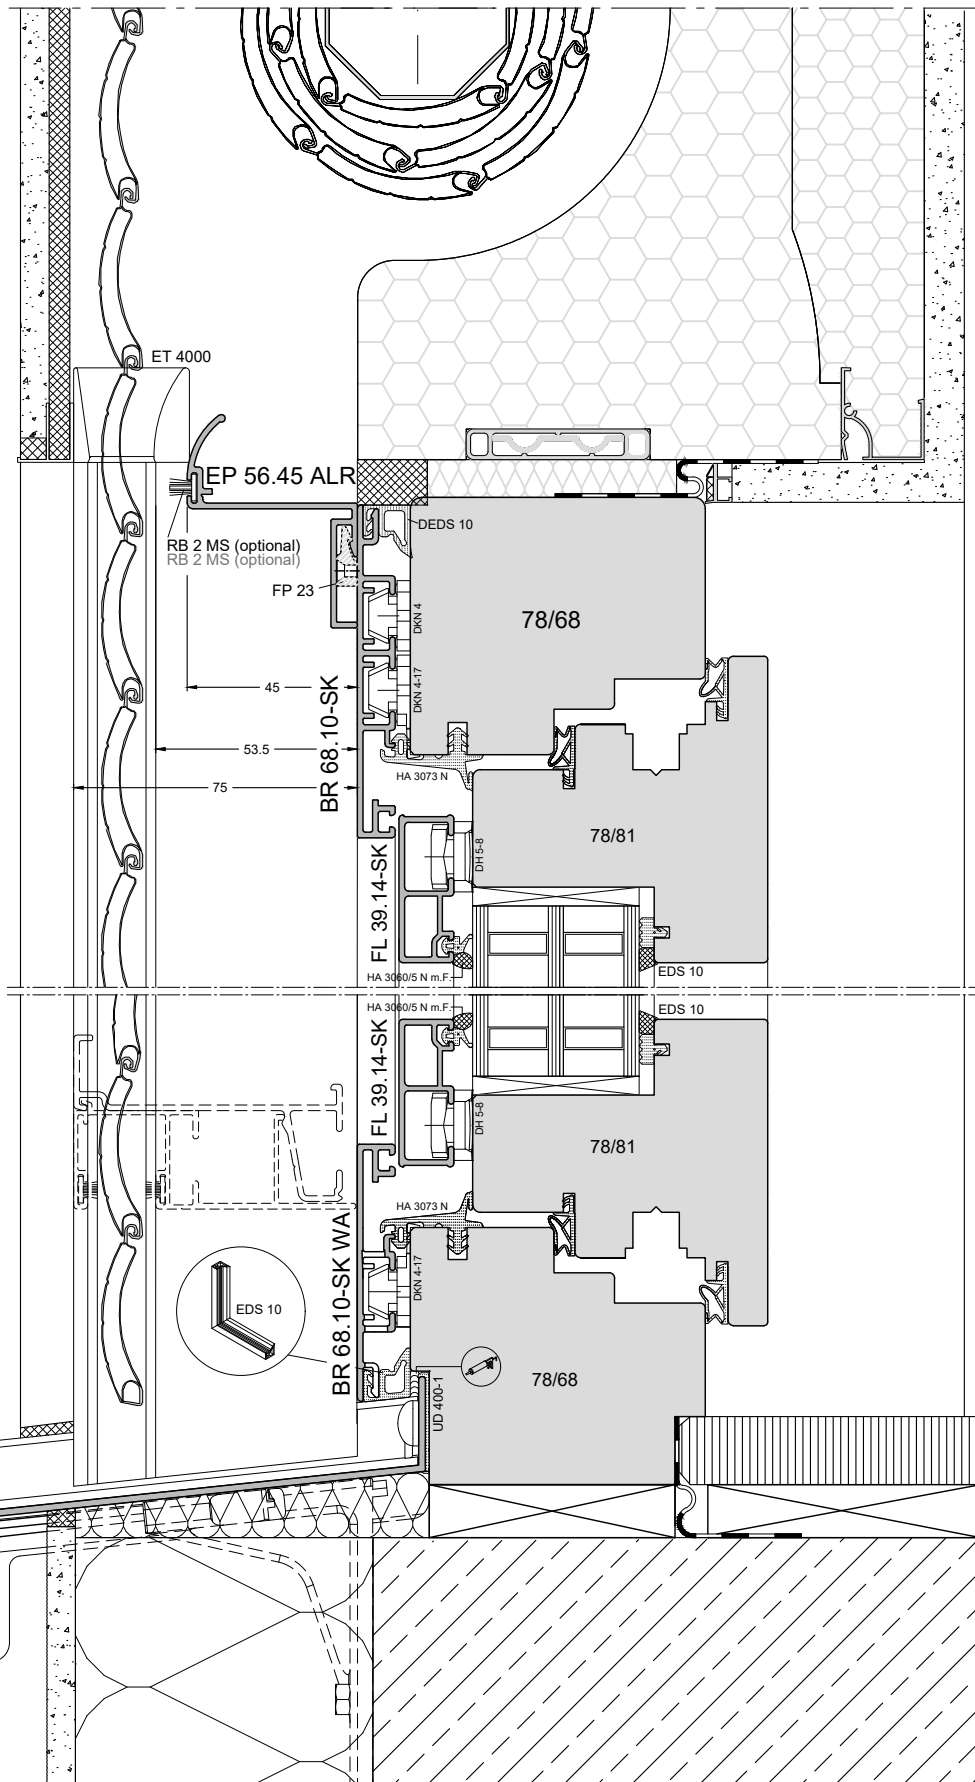 ET 4000
EP 56.45 ALR
RB 2 MS (optional)
RB 2 MS (optional)
DEDS 10
FP 23
DKN 4
78/68
DKN 4-17
45
BR 68.10-SK
53.5
75
HA 3073 N
78/81
DH 5-8
FL 39.14-SK
HA 3060/5 N m.F.
EDS 10
HA 3060/5 N m.F.
EDS 10
FL 39.14-SK
DH 5-8
78/81
HA 3073 N
BR 68.10-SK WA
DKN 4-17
EDS 10
78/68
UD 400-1